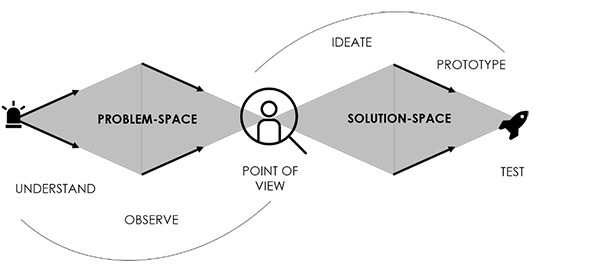 IDEATE
PROTOTYPE
PROBLEM-SPACE
SOLUTION-SPACE
UNDERSTAND
OBSERVE
POINT OF
VIEW
TEST